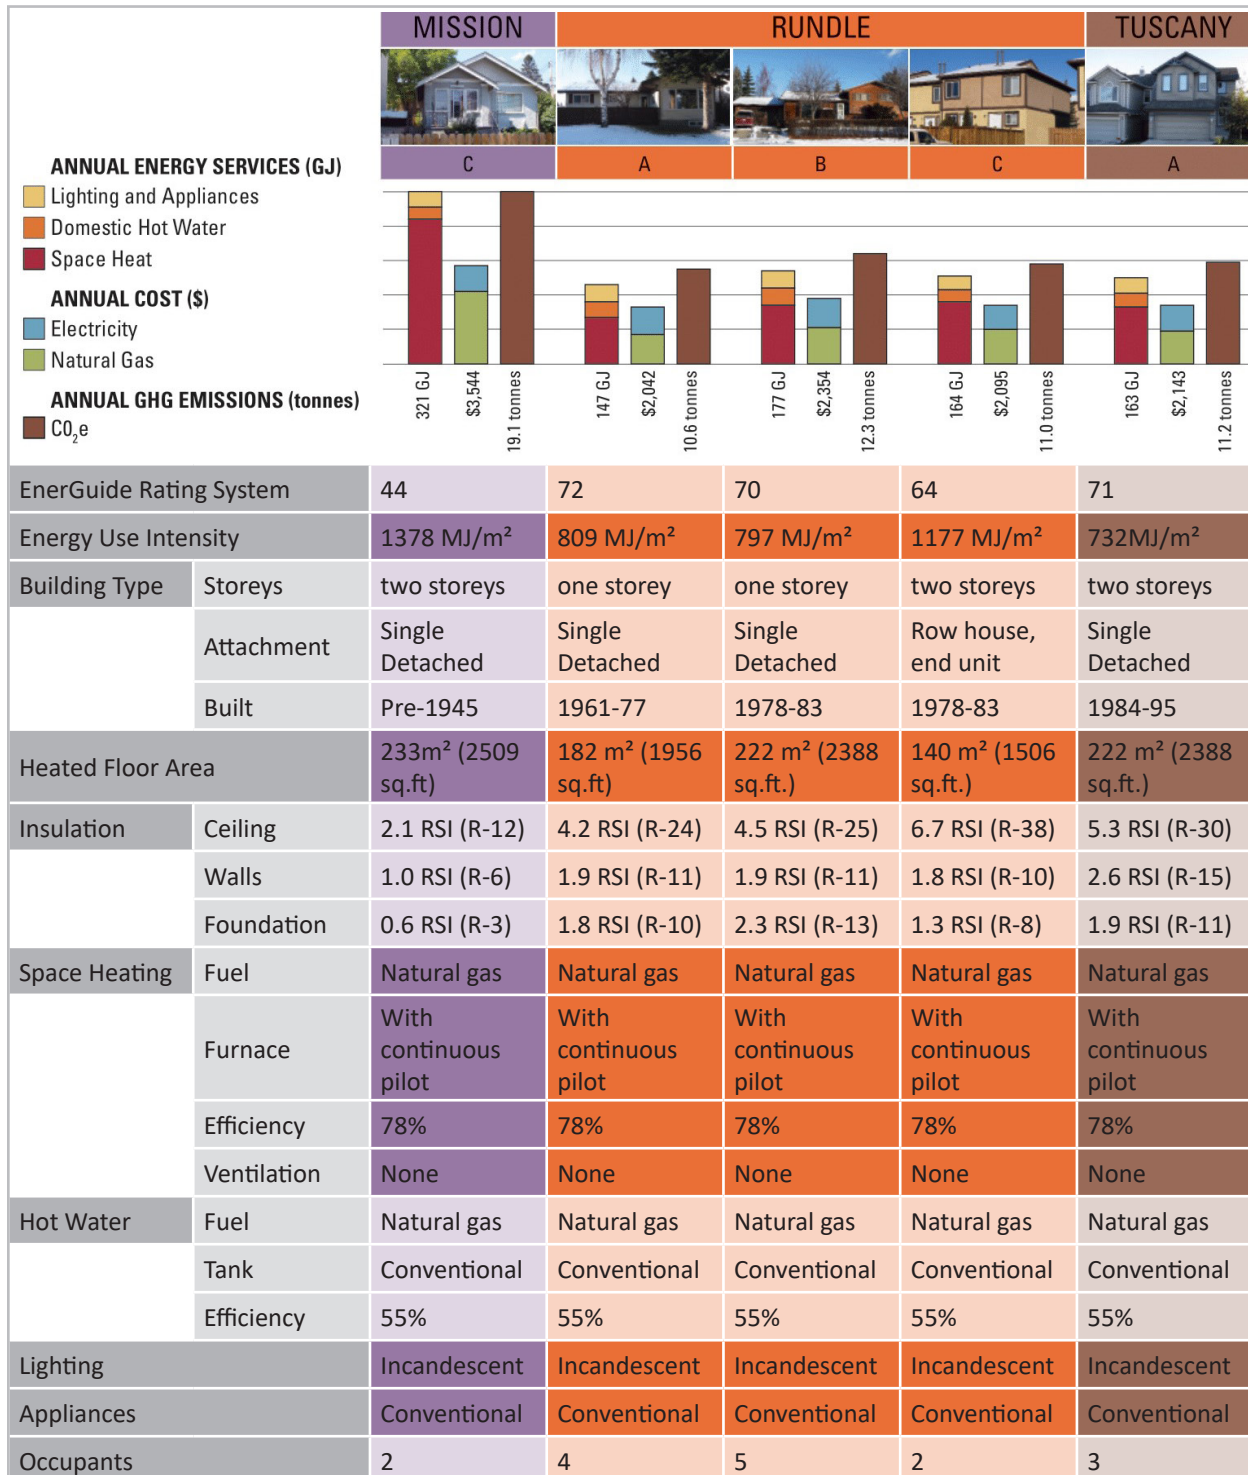 MISSION
RUNDLE
TUSCANY
C
A
B
C
A
ANNUAL ENERGY SERVICES (GJ)
Lighting and Appliances
Domestic Hot Water
Space Heat
ANNUAL COST ($)
Electricity
Natural Gas
ANNUAL GHG EMISSIONS (tonnes)
CO₂e
321 GJ
$3,544
19.1 tonnes
147 GJ
$2,042
10.6 tonnes
177 GJ
$2,354
12.3 tonnes
164 GJ
$2,095
11.0 tonnes
163 GJ
$2,143
11.2 tonnes
EnerGuide Rating System 44 72 70 64 71
Energy Use Intensity 1378 MJ/m² 809 MJ/m² 797 MJ/m² 1177 MJ/m² 732MJ/m²
Building Type Storeys two storeys one storey one storey two storeys two storeys
Attachment Single Single Single Row house, Single
Detached Detached Detached end unit Detached
Built Pre-1945 1961-77 1978-83 1978-83 1984-95
Heated Floor Area 233m² (2509 182 m² (1956 222 m² (2388 140 m² (1506 222 m² (2388
sq.ft) sq.ft) sq.ft.) sq.ft.) sq.ft.)
Insulation Ceiling 2.1 RSI (R-12) 4.2 RSI (R-24) 4.5 RSI (R-25) 6.7 RSI (R-38) 5.3 RSI (R-30)
Walls 1.0 RSI (R-6) 1.9 RSI (R-11) 1.9 RSI (R-11) 1.8 RSI (R-10) 2.6 RSI (R-15)
Foundation 0.6 RSI (R-3) 1.8 RSI (R-10) 2.3 RSI (R-13) 1.3 RSI (R-8) 1.9 RSI (R-11)
Space Heating Fuel Natural gas Natural gas Natural gas Natural gas Natural gas
Furnace With With With With With
continuous continuous continuous continuous continuous
pilot pilot pilot pilot pilot
Efficiency 78% 78% 78% 78% 78%
Ventilation None None None None None
Hot Water Fuel Natural gas Natural gas Natural gas Natural gas Natural gas
Tank Conventional Conventional Conventional Conventional Conventional
Efficiency 55% 55% 55% 55% 55%
Lighting Incandescent Incandescent Incandescent Incandescent Incandescent
Appliances Conventional Conventional Conventional Conventional Conventional
Occupants 2 4 5 2 3